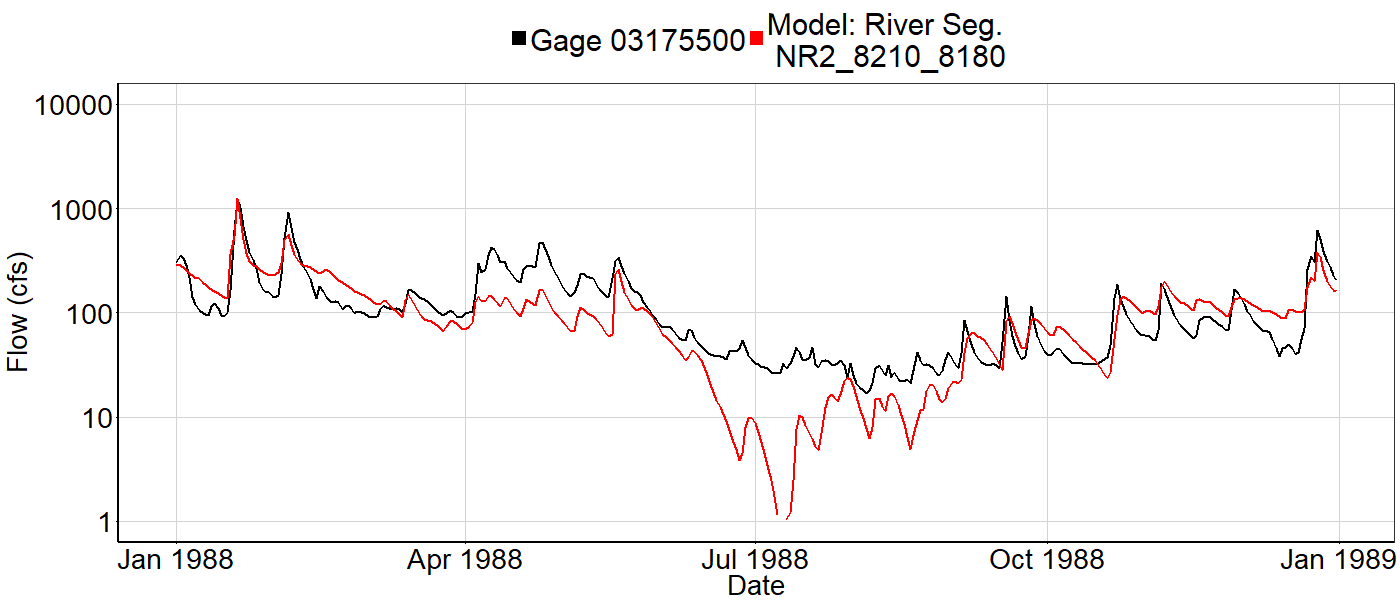 Gage 03175500
Model: River Seg.
NR2_8210_8180
Flow (cfs)
10000
1000
100
10
1
Jan 1988
Apr 1988
Jul 1988
Oct 1988
Jan 1989
Date